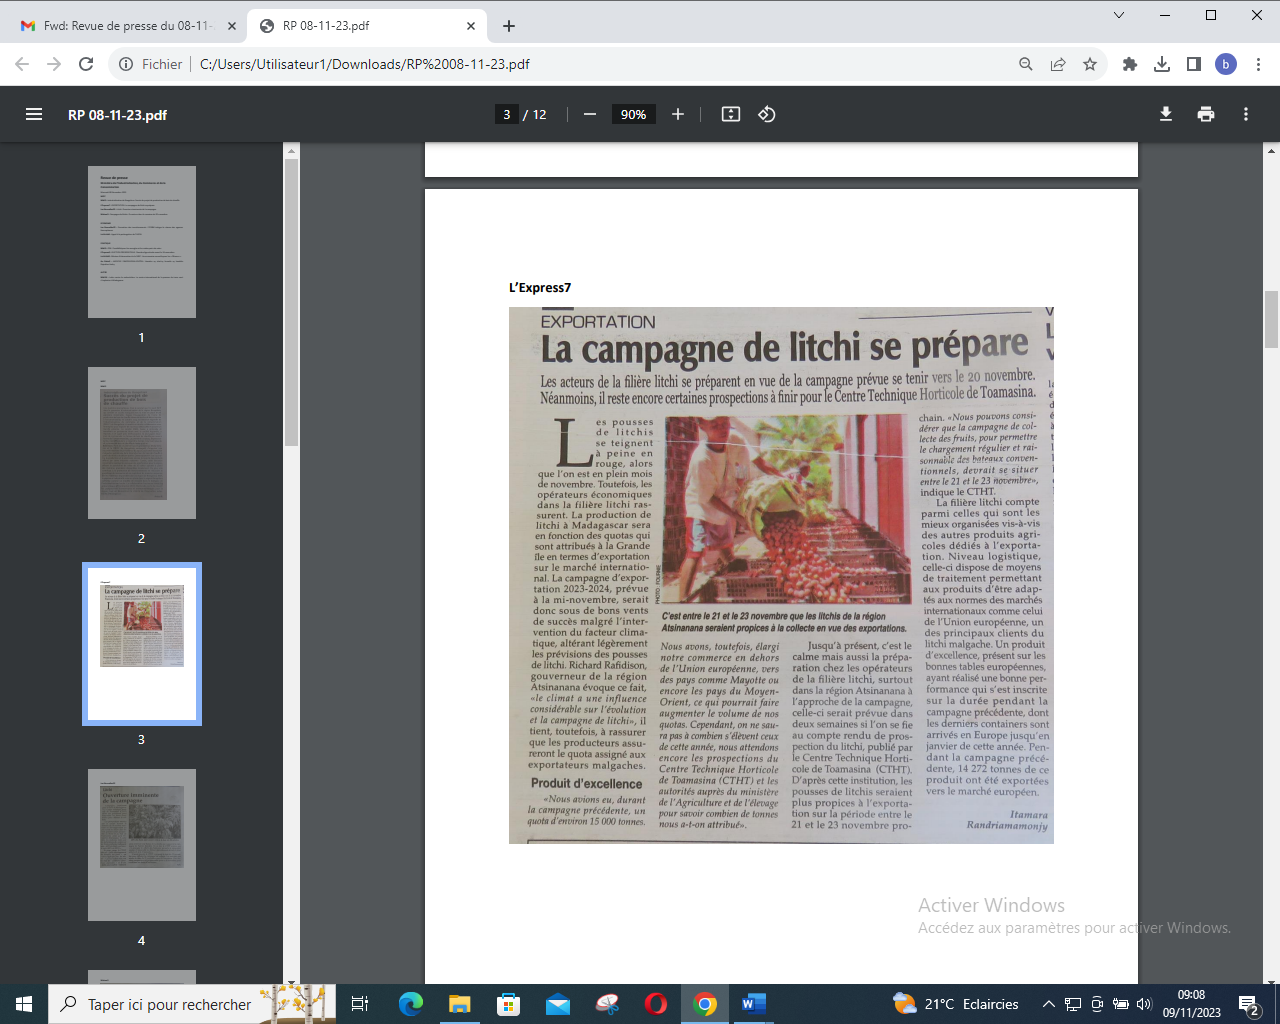 Fwd: Revue de presse du 08-11-
RP 08-11-23.pdf
Fichier
C:/Users/Utilisateur1/Downloads/RP%2008-11-23.pdf
b
RP 08-11-23.pdf
3 / 12
90%
1
2
3
4
L'Express7
EXPORTATION
La campagne de litchi se prépare
Les acteurs de la filière litchi se préparent en vue de la campagne prévue se tenir vers le 20 novembre.
Néanmoins, il reste encore certaines prospections à finir pour le Centre Technique Horticole de Toamasina.
Les pousses
de litchis
se teignent
à peine en
rouge, alors
que l'on est en plein mois
de novembre. Toutefois, les
opérateurs économiques
dans la filière litchi ras-
surent. La production de
litchi à Madagascar sera
en fonction des quotas qui
sont attribués à la Grande
île en termes d'exportation
sur le marché internatio-
nal. La campagne d'expor-
tation 2023-2024, prévue
à la mi-novembre, serait
donc sous de bons vents
de succès malgré l'inter-
vention du facteur clima-
tique, altérant légèrement
les prévisions des pousses
de litchi. Richard Rafidison,
gouverneur de la région
Atsinanana évoque ce fait,
«le climat a une influence
considérable sur l'évolution
et la campagne de litchi», il
tient, toutefois, à rassurer
que les producteurs assu-
reront le quota assigné aux
exportateurs malgaches.
Produit d'excellence
«Nous avions eu, durant
la campagne précédente, un
quota d'environ 15 000 tonnes.
PHOTO FOURNIE
C'est entre le 21 et le 23 novembre que les litchis de la région
Atsinanana seraient propices à la collecte en vue des exportations.
Nous avons, toutefois, élargi
notre commerce en dehors
de l'Union européenne, vers
des pays comme Mayotte ou
encore les pays du Moyen-
Orient, ce qui pourrait faire
augmenter le volume de nos
quotas. Cependant, on ne sau-
ra pas à combien s'élèvent ceux
de cette année, nous attendons
encore les prospections du
Centre Technique Horticole
de Toamasina (CTHT) et les
autorités auprès du ministère
de l'Agriculture et de l'élevage
pour savoir combien de tonnes
nous a-t-on attribué».
Jusqu'à présent, c'est le
calme mais aussi la prépa-
ration chez les opérateurs
de la filière litchi, surtout
dans la région Atsinanana à
l'approche de la campagne,
celle-ci serait prévue dans
deux semaines si l'on se fie
au compte rendu de pros-
pection du litchi, publié par
le Centre Technique Horti-
cole de Toamasina (CTHT).
D'après cette institution, les
pousses de litchis seraient
plus propices à l'exporta-
tion sur la période entre le
21 et le 23 novembre pro-
chain. «Nous pouvons consi-
dérer que la campagne de col-
lecte des fruits, pour permettre
le chargement régulier et rai-
sonnable des bateaux conven-
tionnels, devrait se situer
entre le 21 et le 23 novembre»,
indique le CTHT.
La filière litchi compte
parmi celles qui sont les
mieux organisées vis-à-vis
des autres produits agri-
coles dédiés à l'exporta-
tion. Niveau logistique,
celle-ci dispose de moyens
de traitement permettant
aux produits d'être adap-
tés aux normes des marchés
internationaux comme celui
de l'Union européenne, un
des principaux clients du
litchi malgache. Un produit
d'excellence, présent sur les
bonnes tables européennes,
ayant réalisé une bonne per-
formance qui s'est inscrite
sur la durée pendant la
campagne précédente, dont
les derniers containers sont
arrivés en Europe jusqu'en
janvier de cette année. Pen-
dant la campagne précé-
dente, 14 272 tonnes de ce
produit ont été exportées
vers le marché européen.
Itamara
Randriamamonjy
Activer Windows
Accédez aux paramètres pour activer Windows.
Taper ici pour rechercher
21°C Eclaircies
09:08
09/11/2023
2